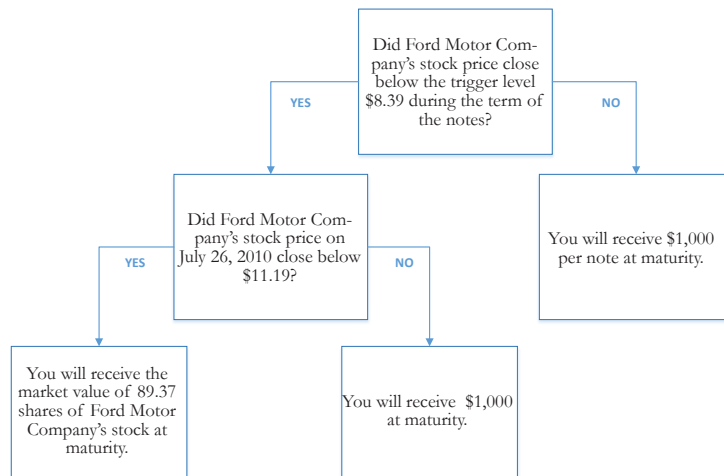 Did Ford Motor Com-
pany's stock price close
below the trigger level
$8.39 during the term of
the notes?
YES
NO
Did Ford Motor Com-
pany's stock price on
July 26, 2010 close below
$11.19?
You will receive $1,000
per note at maturity.
YES
NO
You will receive the
market value of 89.37
shares of Ford Motor
Company's stock at
maturity.
You will receive $1,000
at maturity.